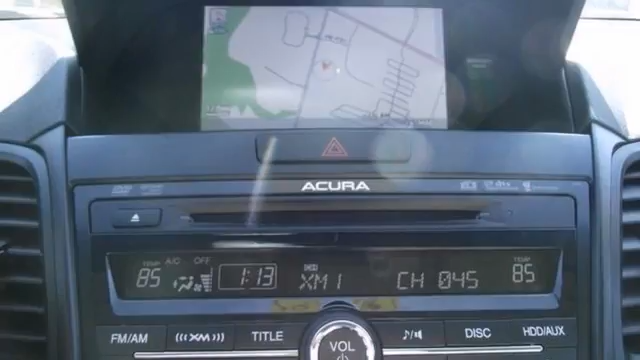 ACURA
TEMP A/C OFF TEMP
85 1:13 XM1 CH 045 85
FM/AM XM TITLE VOL DISC HDD/AUX